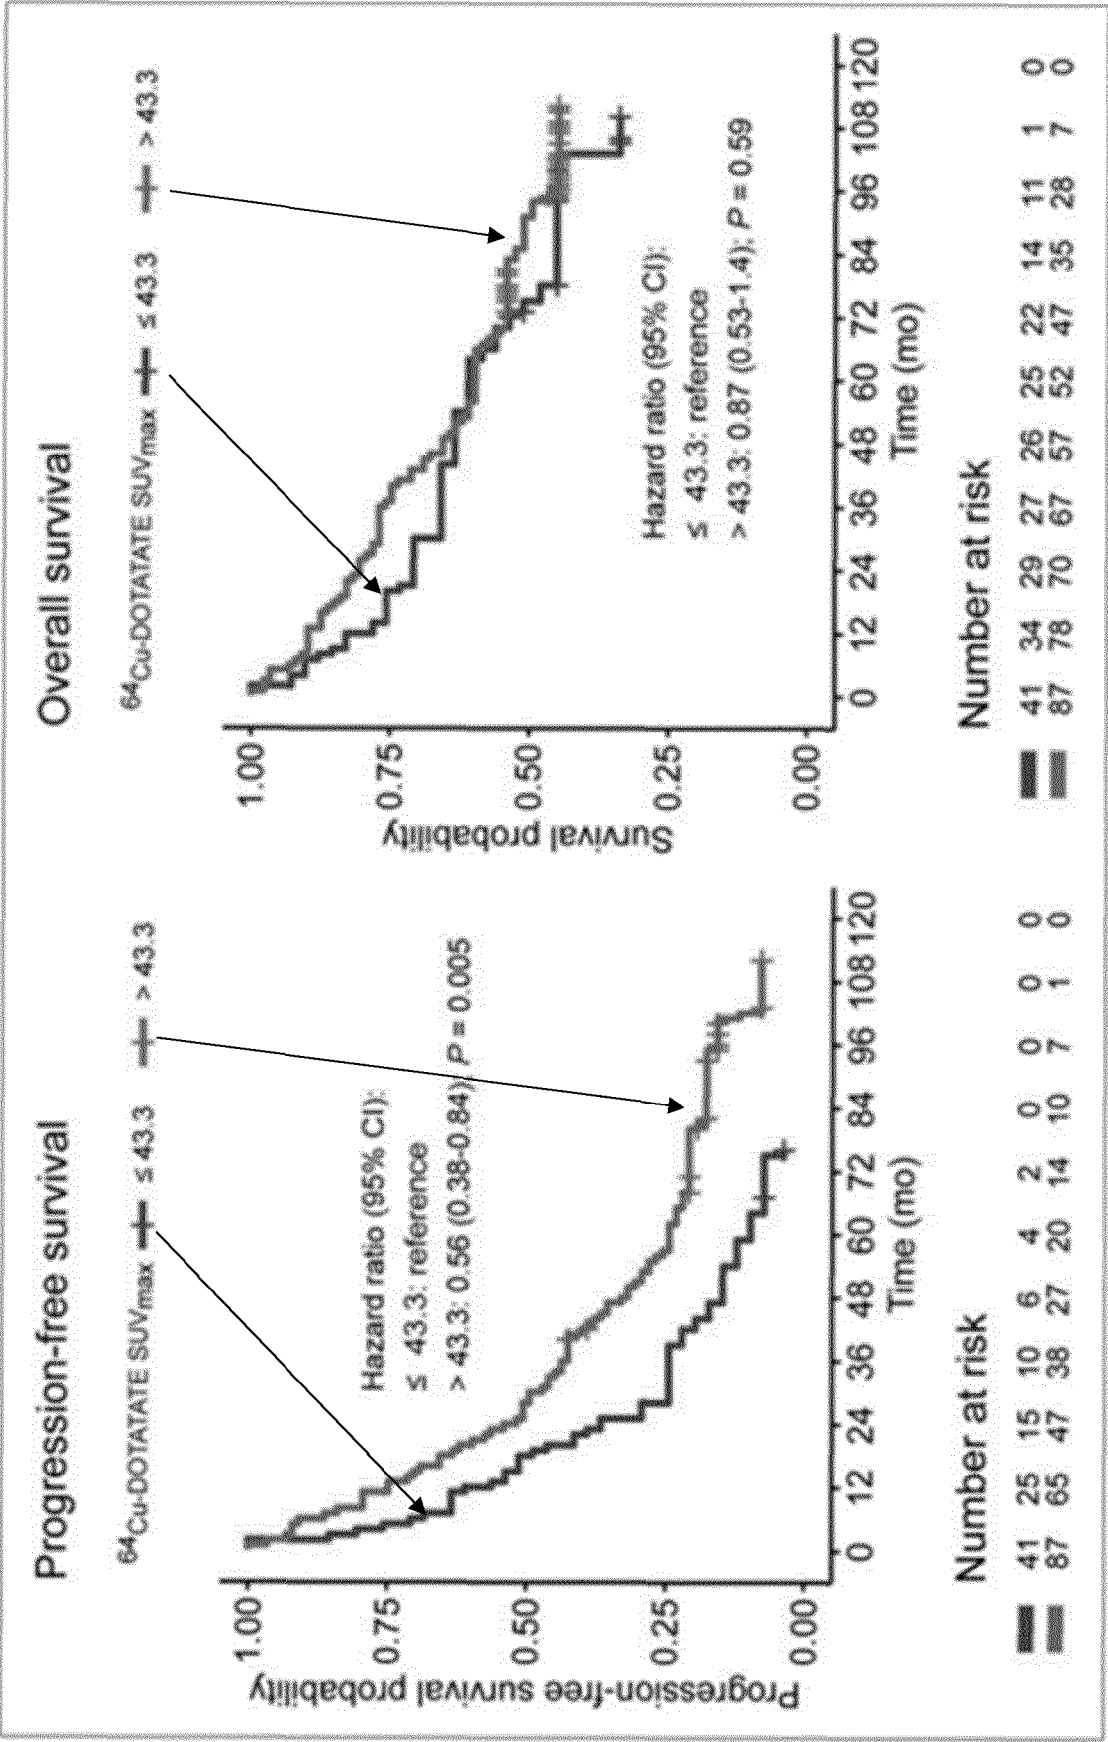 Progression-free survival
64Cu-DOTATATE SUVmax ≤ 43.3 > 43.3
Progression-free survival probability
1.00
0.75
0.50
0.25
0.00
Hazard ratio (95% CI):
≤ 43.3: reference
> 43.3: 0.56 (0.38-0.84); P = 0.005
0 12 24 36 48 60 72 84 96 108 120
Time (mo)
Number at risk
41 25 15 10 6 4 2 0 0 0 0
87 65 47 38 27 20 14 10 7 1 0
Overall survival
64Cu-DOTATATE SUVmax ≤ 43.3 > 43.3
Survival probability
1.00
0.75
0.50
0.25
0.00
Hazard ratio (95% CI):
≤ 43.3: reference
> 43.3: 0.87 (0.53-1.4); P = 0.59
0 12 24 36 48 60 72 84 96 108 120
Time (mo)
Number at risk
41 34 29 27 26 25 22 14 11 1 0
87 78 70 67 57 52 47 35 28 7 0